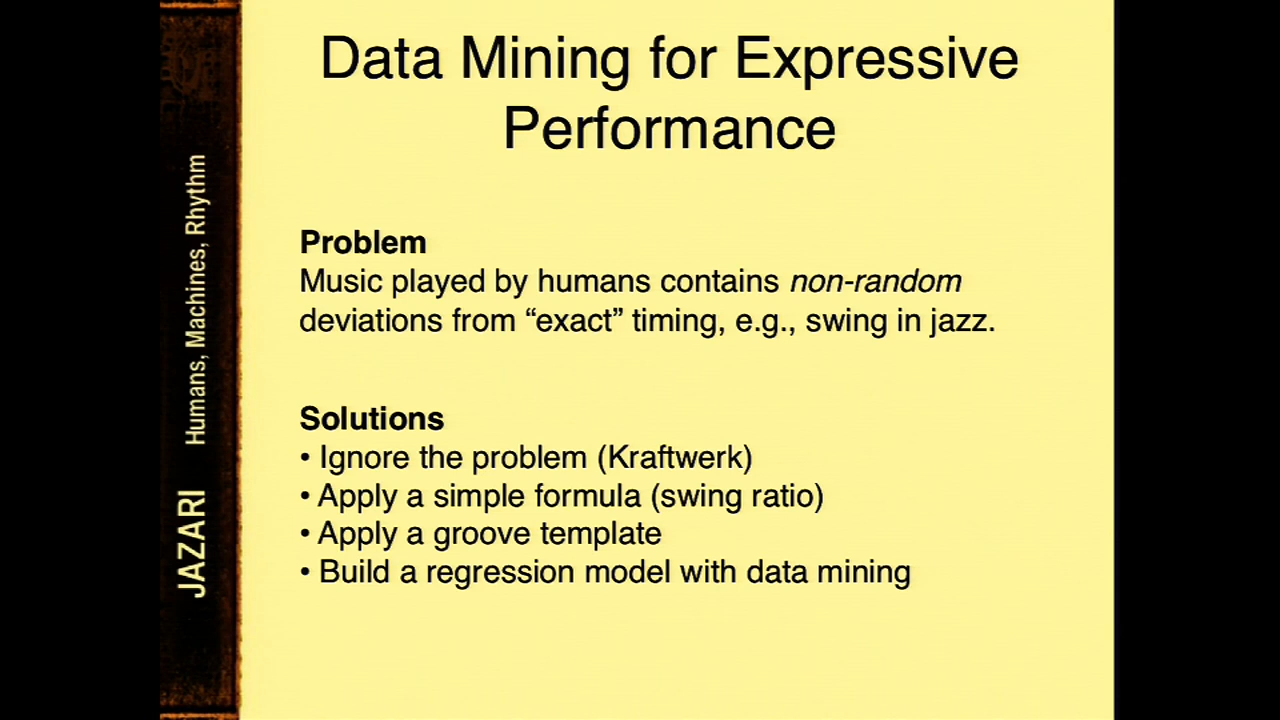 Data Mining for Expressive
Performance
Problem
Music played by humans contains non-random
deviations from “exact” timing, e.g., swing in jazz.
Solutions
• Ignore the problem (Kraftwerk)
• Apply a simple formula (swing ratio)
• Apply a groove template
• Build a regression model with data mining
JAZARI Humans, Machines, Rhythm